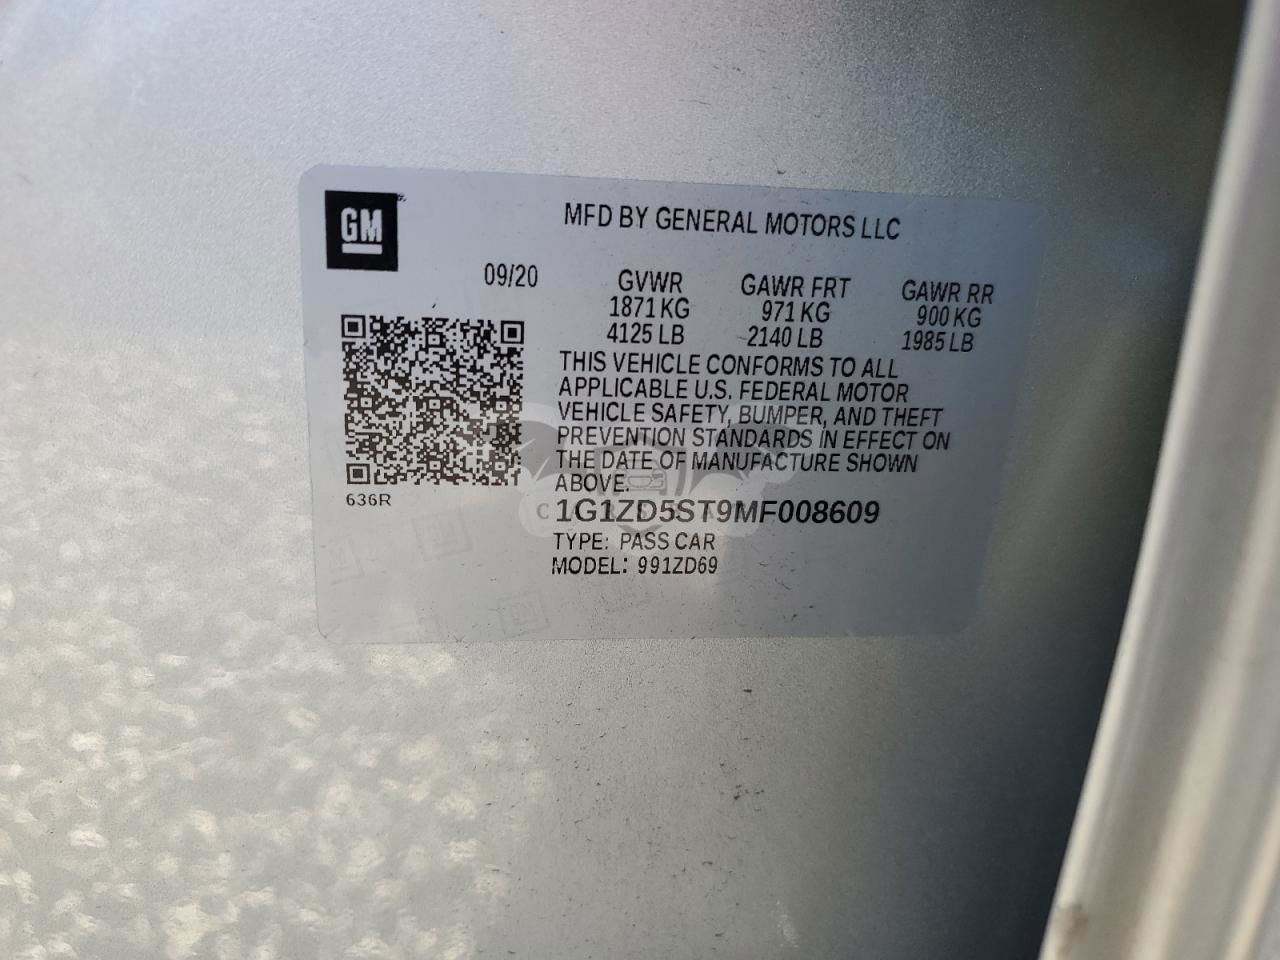 GM
MFD BY GENERAL MOTORS LLC
09/20
GVWR GAWR FRT GAWR RR
1871 KG 971 KG 900 KG
4125 LB 2140 LB 1985 LB
THIS VEHICLE CONFORMS TO ALL
APPLICABLE U.S. FEDERAL MOTOR
VEHICLE SAFETY, BUMPER, AND THEFT
PREVENTION STANDARDS IN EFFECT ON
THE DATE OF MANUFACTURE SHOWN
ABOVE.
636R
1G1ZD5ST9MF008609
TYPE: PASS CAR
MODEL: 991ZD69